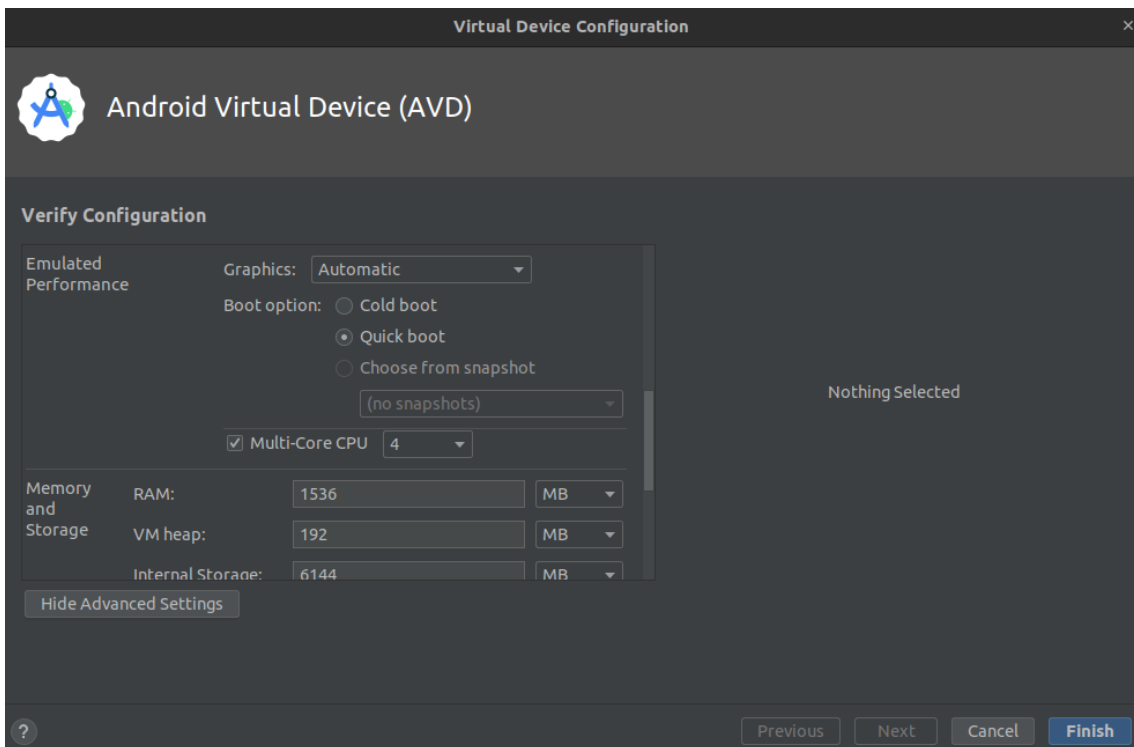 Virtual Device Configuration
Android Virtual Device (AVD)
Verify Configuration
Emulated
Performance
Graphics: Automatic
Boot option: Cold boot
Quick boot
Choose from snapshot
(no snapshots)
Multi-Core CPU 4
Memory
and
Storage
RAM: 1536 MB
VM heap: 192 MB
Internal Storage: 6144 MB
Nothing Selected
Hide Advanced Settings
? Previous Next Cancel Finish